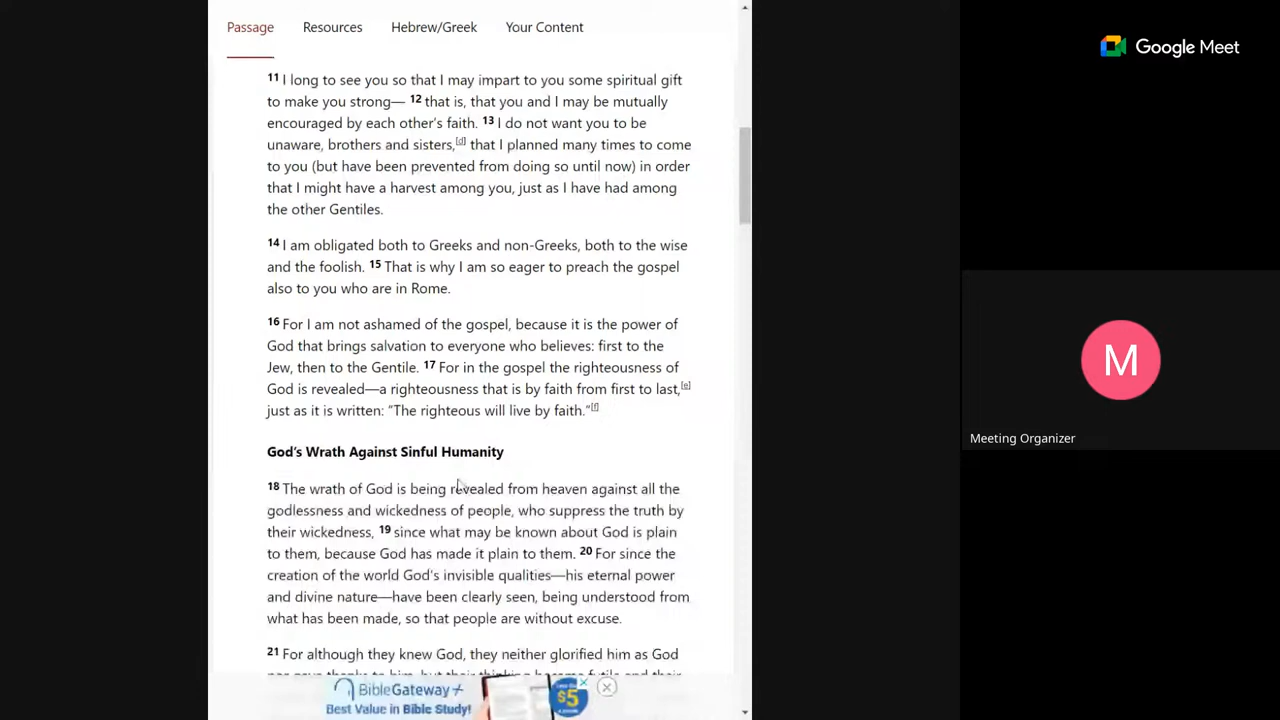 Passage Resources Hebrew/Greek Your Content
Google Meet
11 I long to see you so that I may impart to you some spiritual gift
to make you strong— 12 that is, that you and I may be mutually
encouraged by each other's faith. 13 I do not want you to be
unaware, brothers and sisters,[d] that I planned many times to come
to you (but have been prevented from doing so until now) in order
that I might have a harvest among you, just as I have had among
the other Gentiles.
14 I am obligated both to Greeks and non-Greeks, both to the wise
and the foolish. 15 That is why I am so eager to preach the gospel
also to you who are in Rome.
16 For I am not ashamed of the gospel, because it is the power of
God that brings salvation to everyone who believes: first to the
Jew, then to the Gentile. 17 For in the gospel the righteousness of
God is revealed—a righteousness that is by faith from first to last,[e]
just as it is written: “The righteous will live by faith.”[f]
God's Wrath Against Sinful Humanity
18 The wrath of God is being revealed from heaven against all the
godlessness and wickedness of people, who suppress the truth by
their wickedness, 19 since what may be known about God is plain
to them, because God has made it plain to them. 20 For since the
creation of the world God's invisible qualities—his eternal power
and divine nature—have been clearly seen, being understood from
what has been made, so that people are without excuse.
21 For although they knew God, they neither glorified him as God
BibleGateway+
Best Value in Bible Study!
$5
M
Meeting Organizer